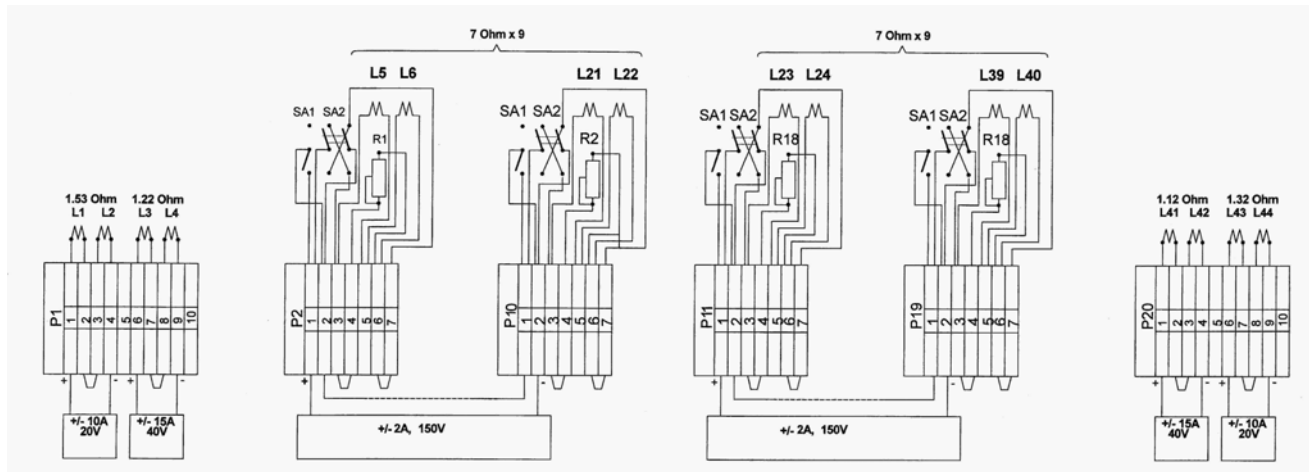 7 Ohm x 9
7 Ohm x 9
L5 L6
L21 L22
L23 L24
L39 L40
SA1 SA2
SA1 SA2
SA1 SA2
SA1 SA2
R1
R2
R18
R18
1.53 Ohm 1.22 Ohm
L1 L2 L3 L4
1.12 Ohm 1.32 Ohm
L41 L42 L43 L44
P1 1 2 3 4 5 6 7 8 9 10
P2 1 2 3 4 5 6 7
P10 1 2 3 4 5 6 7
P11 1 2 3 4 5 6 7
P19 1 2 3 4 5 6 7
P20 1 2 3 4 5 6 7 8 9 10
+ - + -
+ -
+ -
+ - + -
+/- 10A
20V
+/- 15A
40V
+/- 2A, 150V
+/- 2A, 150V
+/- 15A
40V
+/- 10A
20V